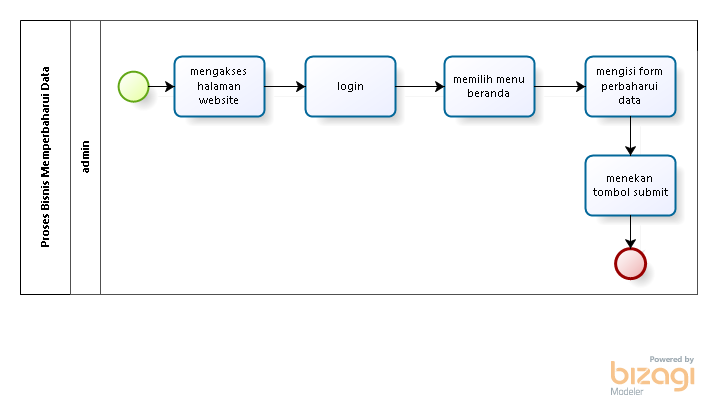 Proses Bisnis Memperbaharui Data
admin
mengakses
halaman
website
login
memilih menu
beranda
mengisi form
perbaharui
data
menekan
tombol submit
Powered by
bizagi
Modeler